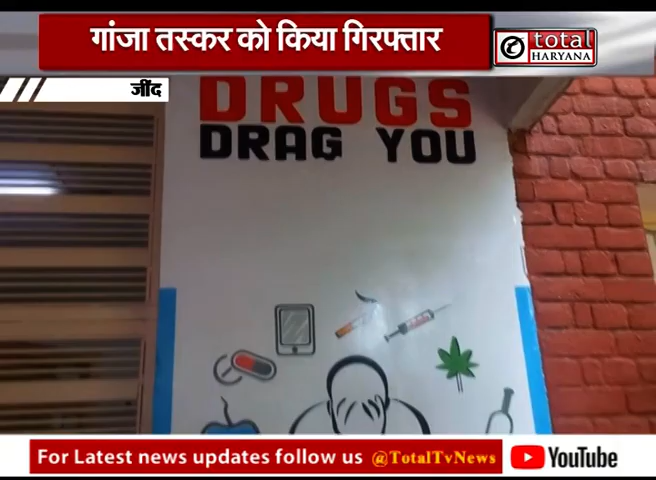 गांजा तस्कर को किया गिरफ्तार
total
HARYANA
जींद
DRUGS
DRAG YOU
For Latest news updates follow us @TotalTvNews
YouTube